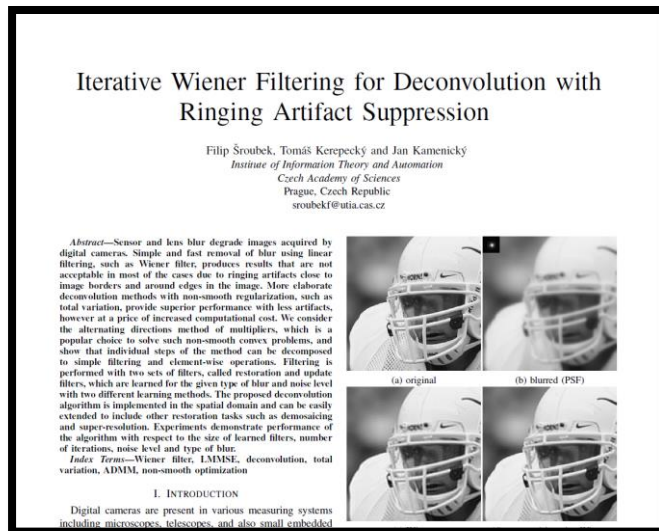 Iterative Wiener Filtering for Deconvolution with
Ringing Artifact Suppression
Filip Šroubek, Tomáš Kerepecký and Jan Kamenický
Institute of Information Theory and Automation
Czech Academy of Sciences
Prague, Czech Republic
sroubekf@utia.cas.cz
Abstract—Sensor and lens blur degrade images acquired by
digital cameras. Simple and fast removal of blur using linear
filtering, such as Wiener filter, produces results that are not
acceptable in most of the cases due to ringing artifacts close to
image borders and around edges in the image. More elaborate
deconvolution methods with non-smooth regularization, such as
total variation, provide superior performance with less artifacts,
however at a price of increased computational cost. We consider
the alternating directions method of multipliers, which is a
popular choice to solve such non-smooth convex problems, and
show that individual steps of the method can be decomposed
to simple filtering and element-wise operations. Filtering is
performed with two sets of filters, called restoration and update
filters, which are learned for the given type of blur and noise level
with two different learning methods. The proposed deconvolution
algorithm is implemented in the spatial domain and can be easily
extended to include other restoration tasks such as demosaicing
and super-resolution. Experiments demonstrate performance of
the algorithm with respect to the size of learned filters, number
of iterations, noise level and type of blur.
Index Terms—Wiener filter, LMMSE, deconvolution, total
variation, ADMM, non-smooth optimization
I. INTRODUCTION
Digital cameras are present in various measuring systems
including microscopes, telescopes, and also small embedded
(a) original
(b) blurred (PSF)